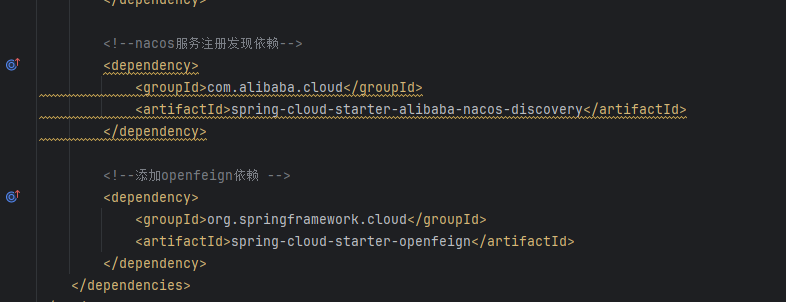 </dependency>
<!--nacos服务注册发现依赖-->
<dependency>
<groupId>com.alibaba.cloud</groupId>
<artifactId>spring-cloud-starter-alibaba-nacos-discovery</artifactId>
</dependency>
<!--添加openfeign依赖 -->
<dependency>
<groupId>org.springframework.cloud</groupId>
<artifactId>spring-cloud-starter-openfeign</artifactId>
</dependency>
</dependencies>